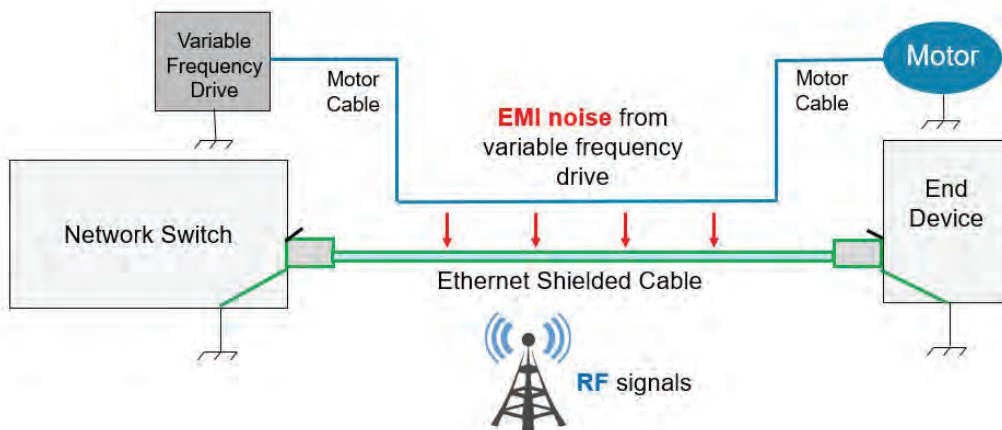 Variable
Frequency
Drive
Motor
Cable
Motor
Cable
Motor
EMI noise from
variable frequency
drive
Network Switch
End
Device
Ethernet Shielded Cable
RF signals